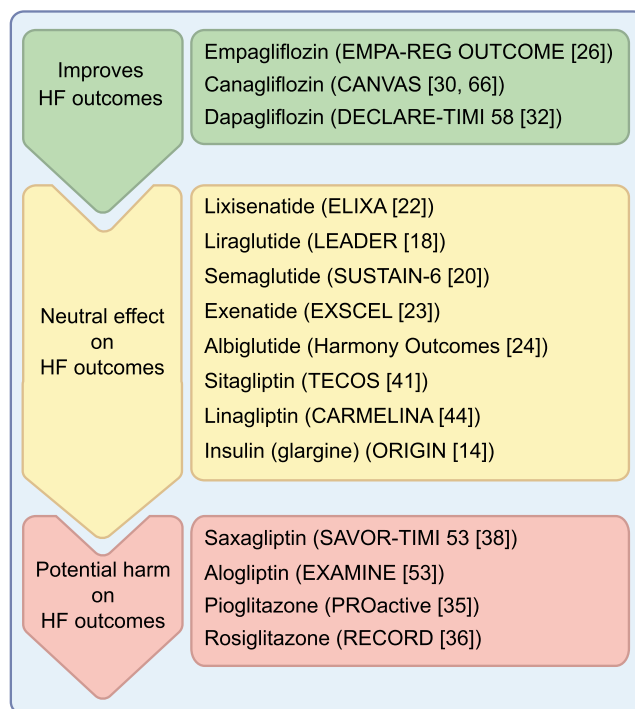 Improves
HF outcomes
Empagliflozin (EMPA-REG OUTCOME [26])
Canagliflozin (CANVAS [30, 66])
Dapagliflozin (DECLARE-TIMI 58 [32])
Neutral effect
on
HF outcomes
Lixisenatide (ELIXA [22])
Liraglutide (LEADER [18])
Semaglutide (SUSTAIN-6 [20])
Exenatide (EXSCEL [23])
Albiglutide (Harmony Outcomes [24])
Sitagliptin (TECOS [41])
Linagliptin (CARMELINA [44])
Insulin (glargine) (ORIGIN [14])
Potential harm
on
HF outcomes
Saxagliptin (SAVOR-TIMI 53 [38])
Alogliptin (EXAMINE [53])
Pioglitazone (PROactive [35])
Rosiglitazone (RECORD [36])